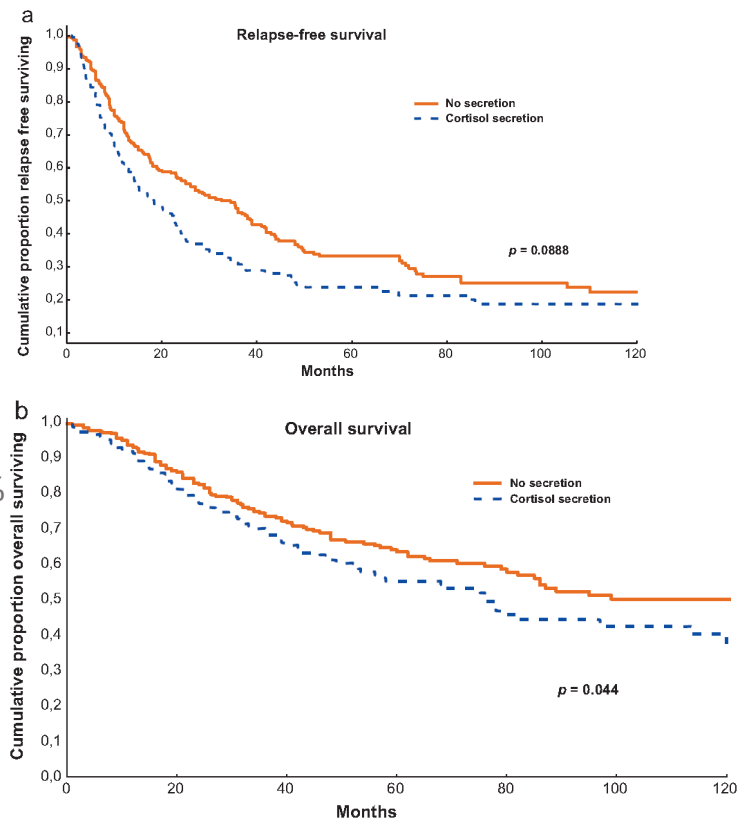 a
Relapse-free survival
Cumulative proportion relapse free surviving
1,0
0,9
0,8
0,7
0,6
0,5
0,4
0,3
0,2
0,1
No secretion
Cortisol secretion
p = 0.0888
0 20 40 60 80 100 120
Months
b
Overall survival
Cumulative proportion overall surviving
1,0
0,9
0,8
0,7
0,6
0,5
0,4
0,3
0,2
0,1
0,0
No secretion
Cortisol secretion
p = 0.044
0 20 40 60 80 100 120
Months